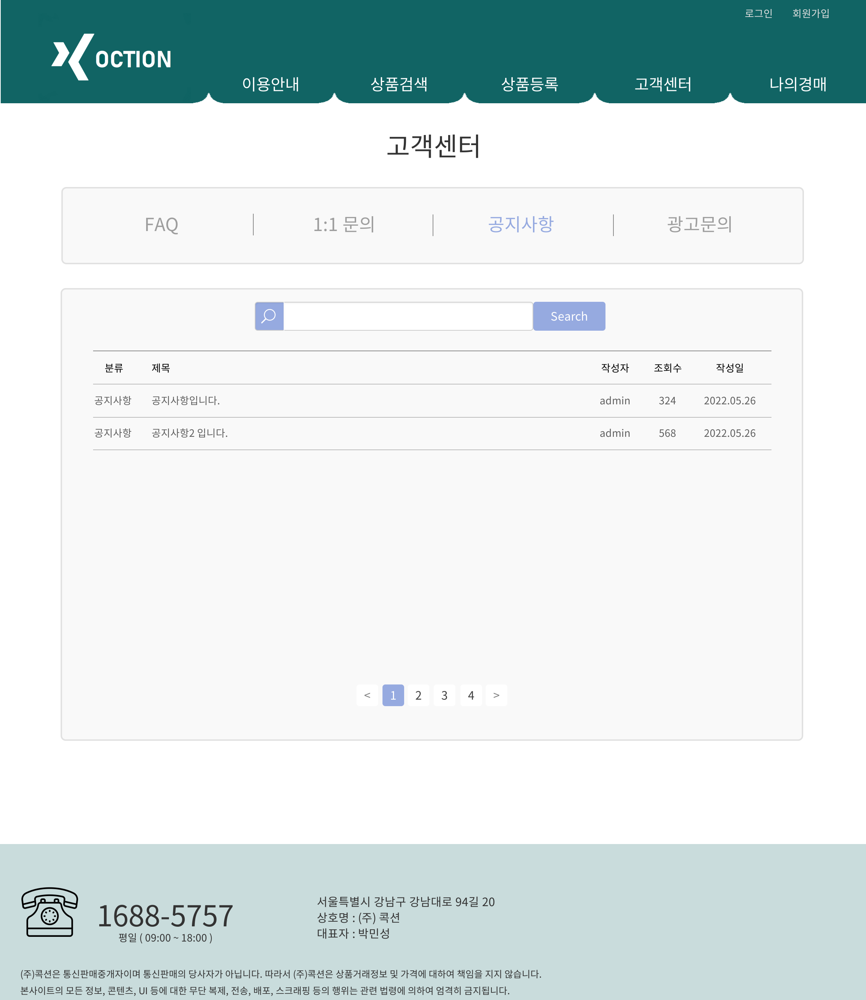 로그인 회원가입
OCTION
이용안내 상품검색 상품등록 고객센터 나의경매
고객센터
FAQ 1:1 문의 공지사항 광고문의
Search
분류 제목 작성자 조회수 작성일
공지사항 공지사항입니다. admin 324 2022.05.26
공지사항 공지사항2 입니다. admin 568 2022.05.26
< 1 2 3 4 >
1688-5757
평일 ( 09:00 ~ 18:00 )
서울특별시 강남구 강남대로 94길 20
상호명 : (주) 콕션
대표자 : 박민성
(주)콕션은 통신판매중개자이며 통신판매의 당사자가 아닙니다. 따라서 (주)콕션은 상품거래정보 및 가격에 대하여 책임을 지지 않습니다.
본사이트의 모든 정보, 콘텐츠, UI 등에 대한 무단 복제, 전송, 배포, 스크래핑 등의 행위는 관련 법령에 의하여 엄격히 금지됩니다.